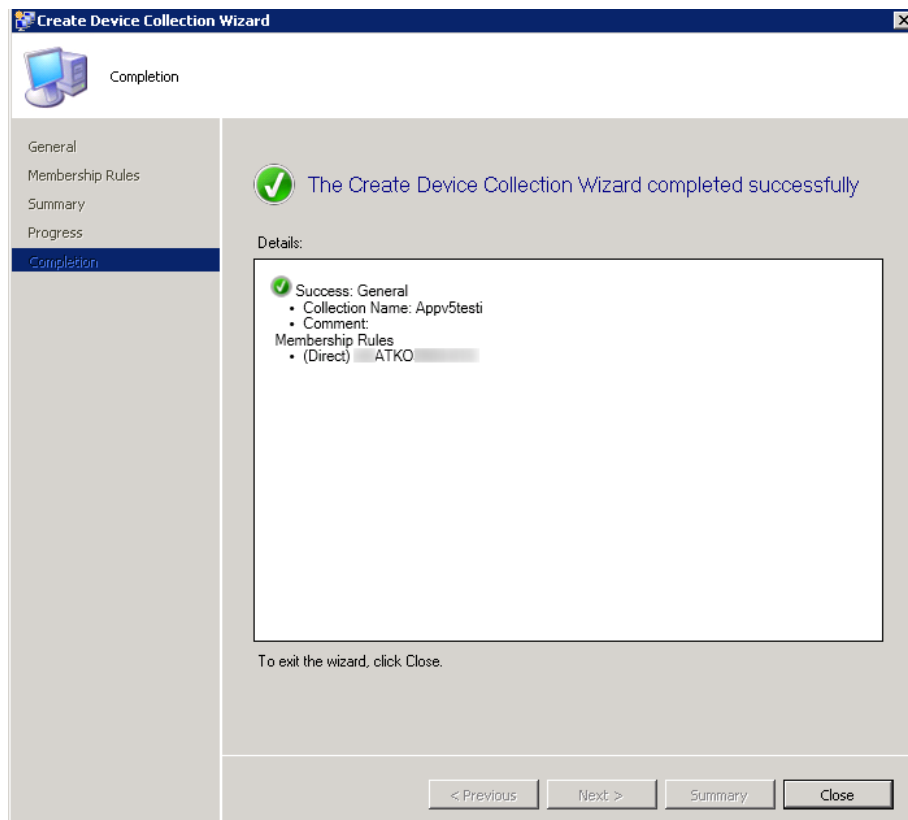 Create Device Collection Wizard
Completion
General
Membership Rules
Summary
Progress
Completion
The Create Device Collection Wizard completed successfully
Details:
Success: General
• Collection Name: Appv5testi
• Comment:
Membership Rules
• (Direct) ATKO
To exit the wizard, click Close.
< Previous
Next >
Summary
Close